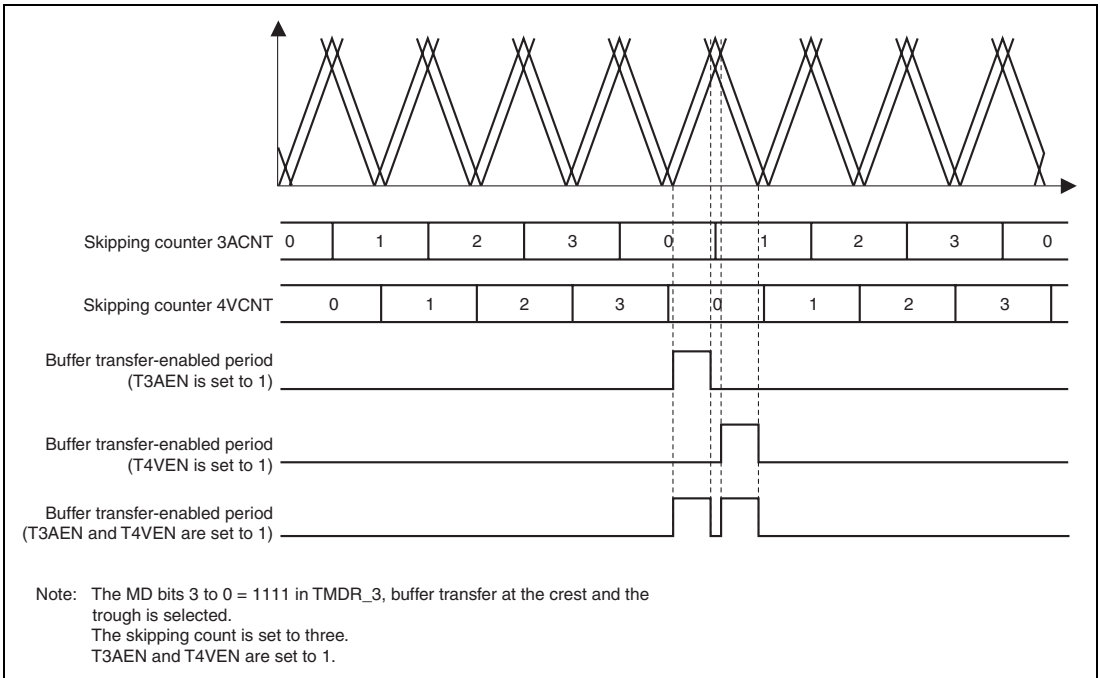 Skipping counter 3ACNT 0 1 2 3 0 1 2 3 0
Skipping counter 4VCNT 0 1 2 3 0 1 2 3
Buffer transfer-enabled period
(T3AEN is set to 1)
Buffer transfer-enabled period
(T4VEN is set to 1)
Buffer transfer-enabled period
(T3AEN and T4VEN are set to 1)
Note: The MD bits 3 to 0 = 1111 in TMDR_3, buffer transfer at the crest and the
trough is selected.
The skipping count is set to three.
T3AEN and T4VEN are set to 1.